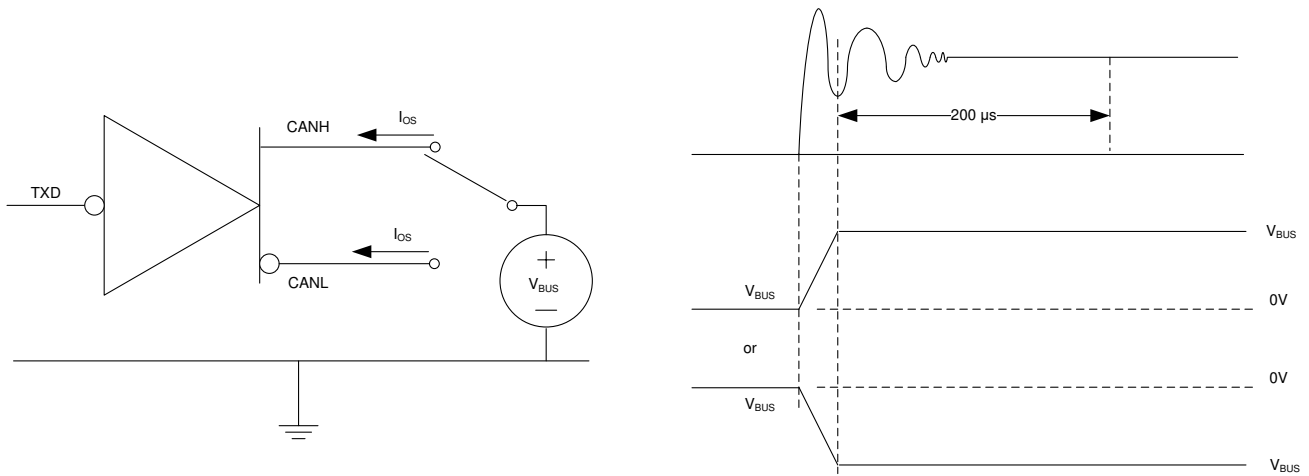 CANH
I_OS
TXD
I_OS
CANL
+
V_BUS
—
200 µs
V_BUS
V_BUS
0V
or
0V
V_BUS
V_BUS